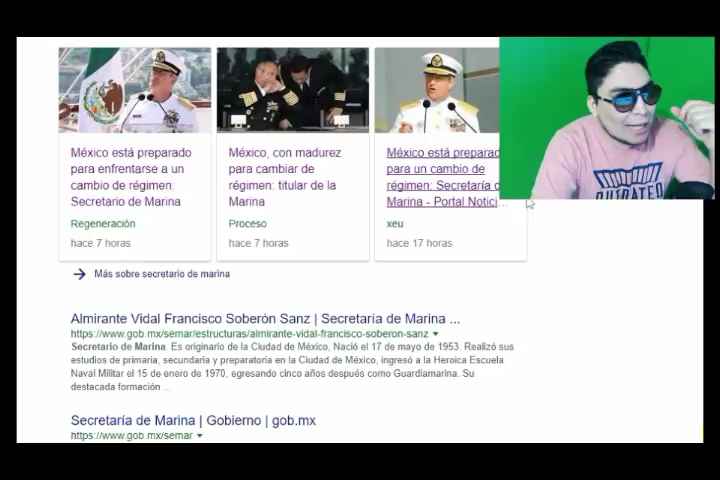 México está preparado
para enfrentarse a un
cambio de régimen:
Secretario de Marina
Regeneración
hace 7 horas
México, con madurez
para cambiar de
régimen: titular de la
Marina
Proceso
hace 7 horas
México está preparad
para un cambio de
régimen: Secretaría d
Marina - Portal Notici...
xeu
hace 17 horas
Más sobre secretario de marina
Almirante Vidal Francisco Soberón Sanz | Secretaría de Marina ...
https://www.gob.mx/semar/estructuras/almirante-vidal-francisco-soberon-sanz
Secretario de Marina. Es originario de la Ciudad de México, Nació el 17 de mayo de 1953. Realizó sus
estudios de primaria, secundaria y preparatoria en la Ciudad de México, ingresó a la Heroica Escuela
Naval Militar el 15 de enero de 1970, egresando cinco años después como Guardiamarina. Su
destacada formación ...
Secretaría de Marina | Gobierno | gob.mx
https://www.gob.mx/semar